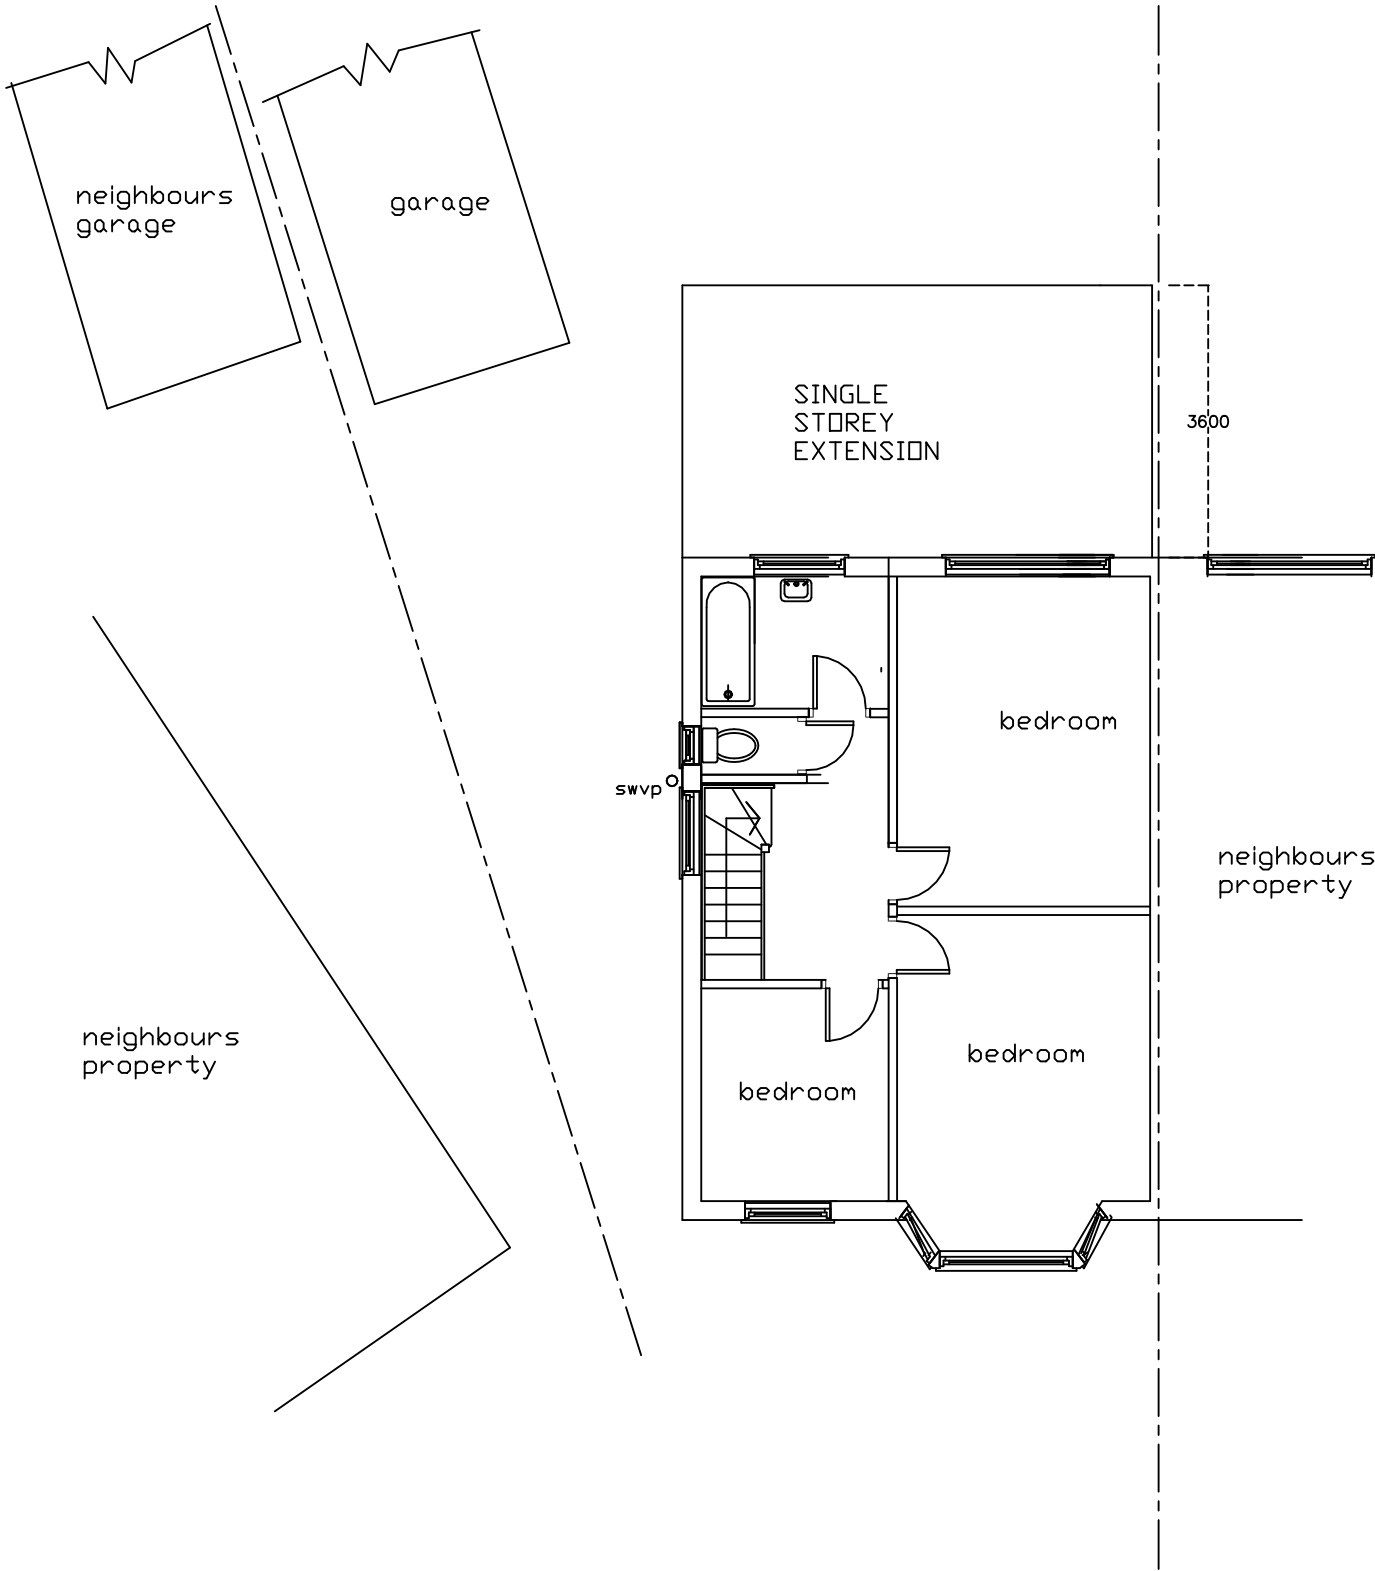 neighbours
garage
garage
SINGLE
STOREY
EXTENSION
3600
bedroom
swvp
neighbours
property
neighbours
property
bedroom
bedroom